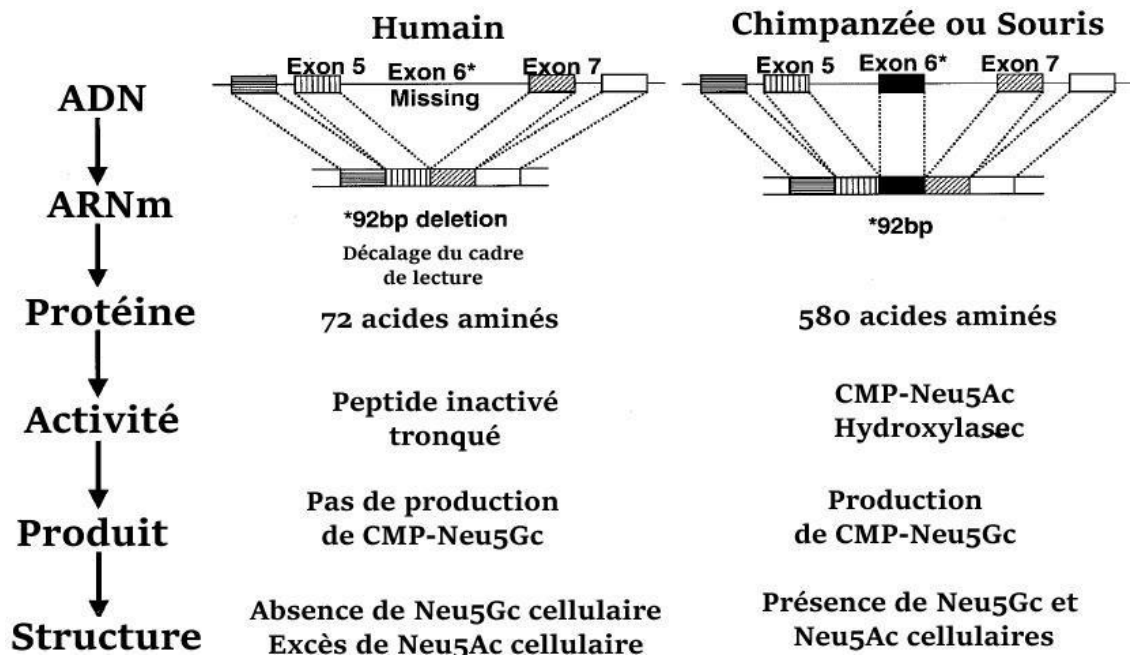 Humain
Chimpanzée ou Souris
ADN
Exon 5
Exon 6*
Missing
Exon 7
Exon 5
Exon 6*
Exon 7
ARNm
*92bp deletion
Décalage du cadre
de lecture
*92bp
Protéine
72 acides aminés
580 acides aminés
Activité
Peptide inactivé
tronqué
CMP-Neu5Ac
Hydroxylasec
Produit
Pas de production
de CMP-Neu5Gc
Production
de CMP-Neu5Gc
Structure
Absence de Neu5Gc cellulaire
Excès de Neu5Ac cellulaire
Présence de Neu5Gc et
Neu5Ac cellulaires